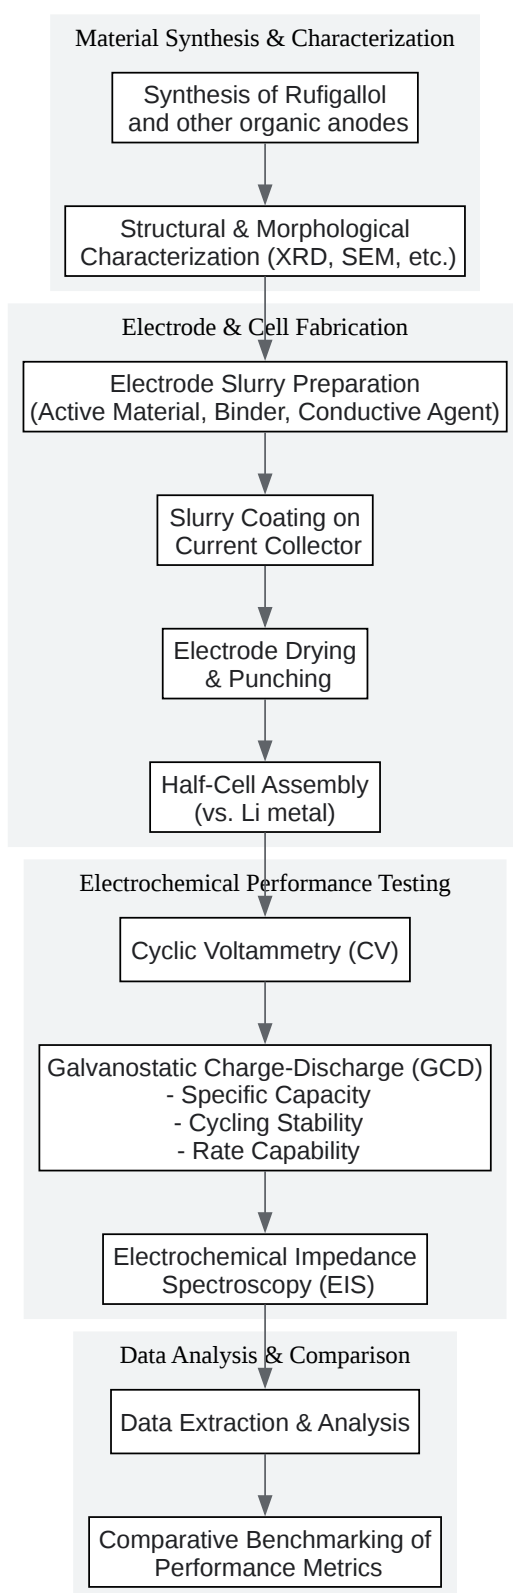 Material Synthesis & Characterization
Synthesis of Rufigallol
and other organic anodes
Structural & Morphological
Characterization (XRD, SEM, etc.)
Electrode & Cell Fabrication
Electrode Slurry Preparation
(Active Material, Binder, Conductive Agent)
Slurry Coating on
Current Collector
Electrode Drying
& Punching
Half-Cell Assembly
(vs. Li metal)
Electrochemical Performance Testing
Cyclic Voltammetry (CV)
Galvanostatic Charge-Discharge (GCD)
- Specific Capacity
- Cycling Stability
- Rate Capability
Electrochemical Impedance
Spectroscopy (EIS)
Data Analysis & Comparison
Data Extraction & Analysis
Comparative Benchmarking of
Performance Metrics